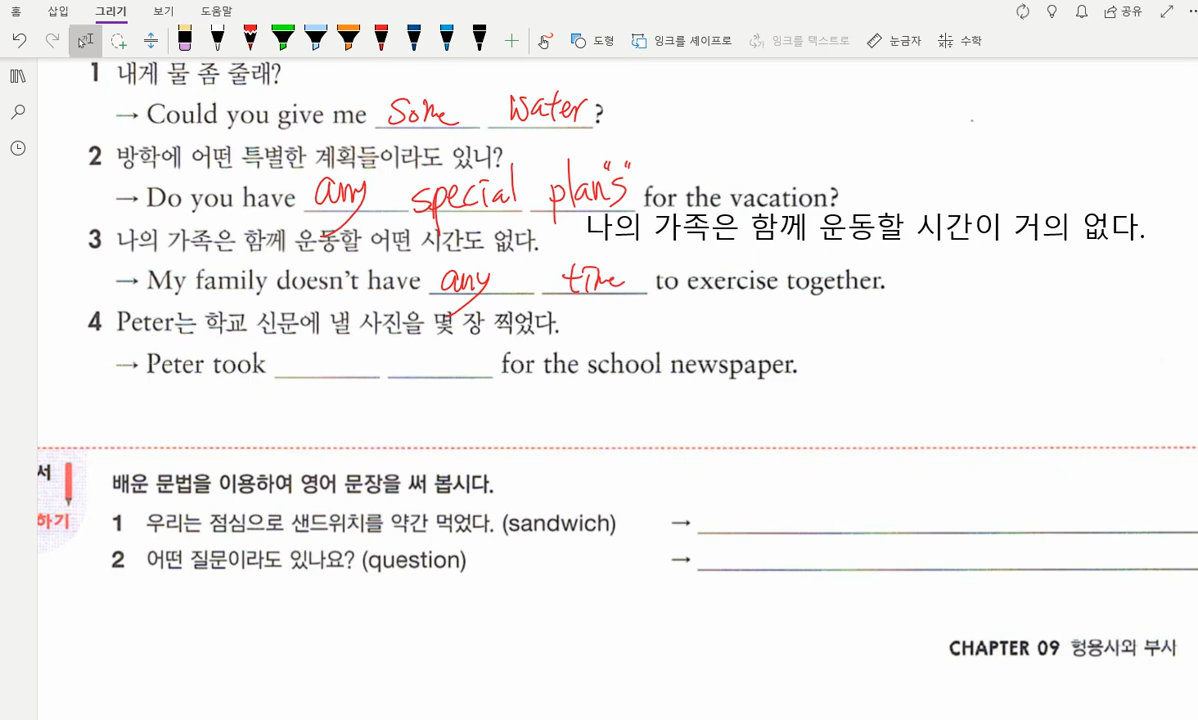 홈 삽입 그리기 보기 도움말 공유
도형 잉크를 셰이프로 잉크를 텍스트로 눈금자 수학
1 내게 물 좀 줄래?
→ Could you give me some water?
2 방학에 어떤 특별한 계획들이라도 있니?
→ Do you have any special plan"s" for the vacation?
나의 가족은 함께 운동할 시간이 거의 없다.
3 나의 가족은 함께 운동할 어떤 시간도 없다.
→ My family doesn't have any time to exercise together.
4 Peter는 학교 신문에 낼 사진을 몇 장 찍었다.
→ Peter took for the school newspaper.
서
하기
배운 문법을 이용하여 영어 문장을 써 봅시다.
1 우리는 점심으로 샌드위치를 약간 먹었다. (sandwich) →
2 어떤 질문이라도 있나요? (question) →
CHAPTER 09 형용사와 부사